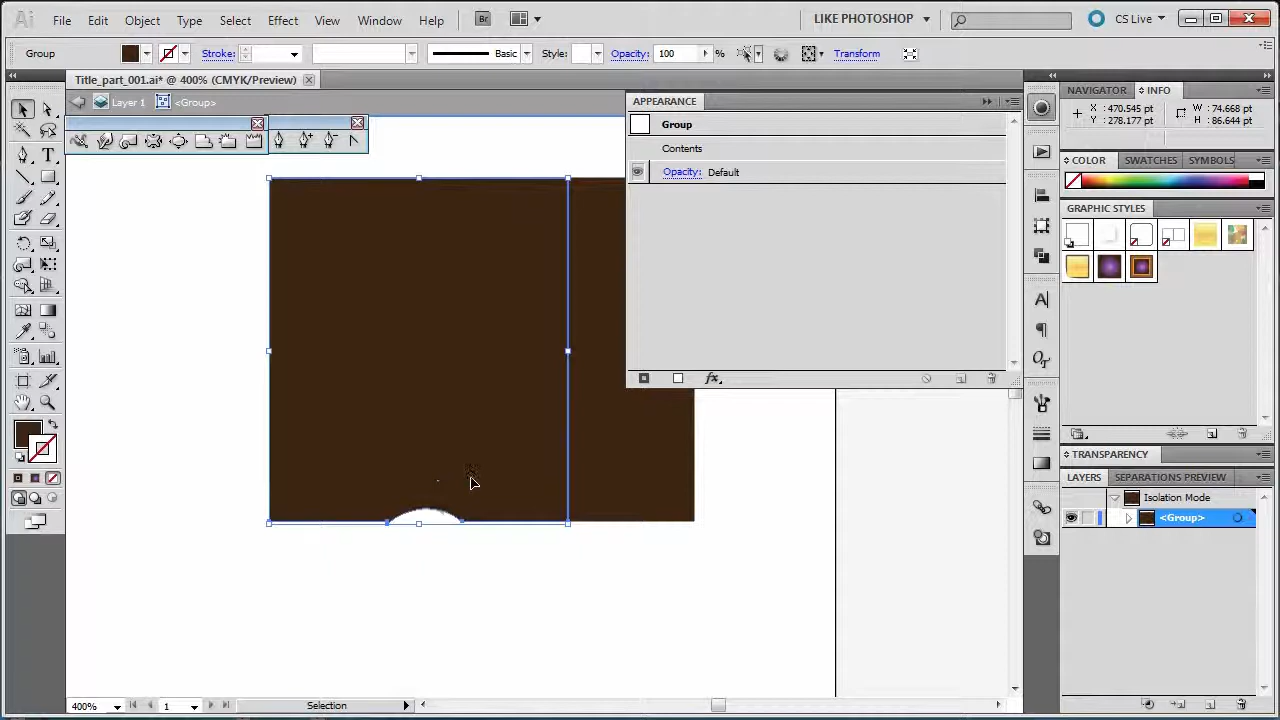 Ai File Edit Object Type Select Effect View Window Help Br LIKE PHOTOSHOP CS Live
Group Stroke: Basic Style: Opacity: 100 % Transform
Title_part_001.ai* @ 400% (CMYK/Preview)
Layer 1 <Group>
APPEARANCE
Group
Contents
Opacity: Default
fx
NAVIGATOR INFO
X : 470.545 pt
Y : 278.177 pt
W : 74.668 pt
H : 86.644 pt
COLOR SWATCHES SYMBOLS
GRAPHIC STYLES
TRANSPARENCY
LAYERS SEPARATIONS PREVIEW
Isolation Mode
<Group>
400% 1 Selection